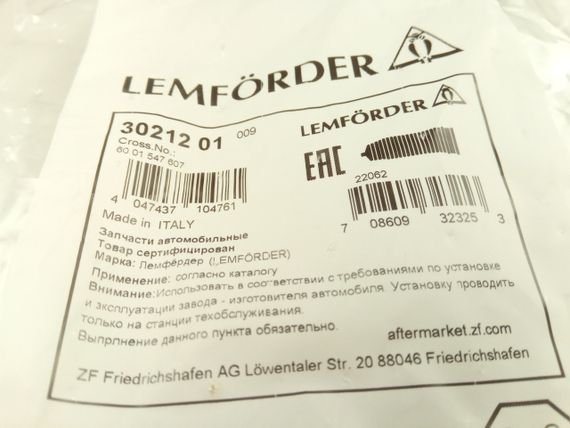 LEMFÖRDER
30212 01 009
LEMFÖRDER
Cross.No.:
60 01 547 607
EAC
22062
4 047437 104761
7 08609 32325 3
Made in ITALY
Запчасти автомобильные
Товар сертифицирован
Марка: Лемфёрдер (LEMFÖRDER)
Применение: согласно каталогу
Внимание: Использовать в соответствии с требованиями по установке
и эксплуатации завода - изготовителя автомобиля. Установку проводить
только на станции техобслуживания.
Выпрлнение данного пункта обязательно.
aftermarket.zf.com
ZF Friedrichshafen AG Löwentaler Str. 20 88046 Friedrichshafen